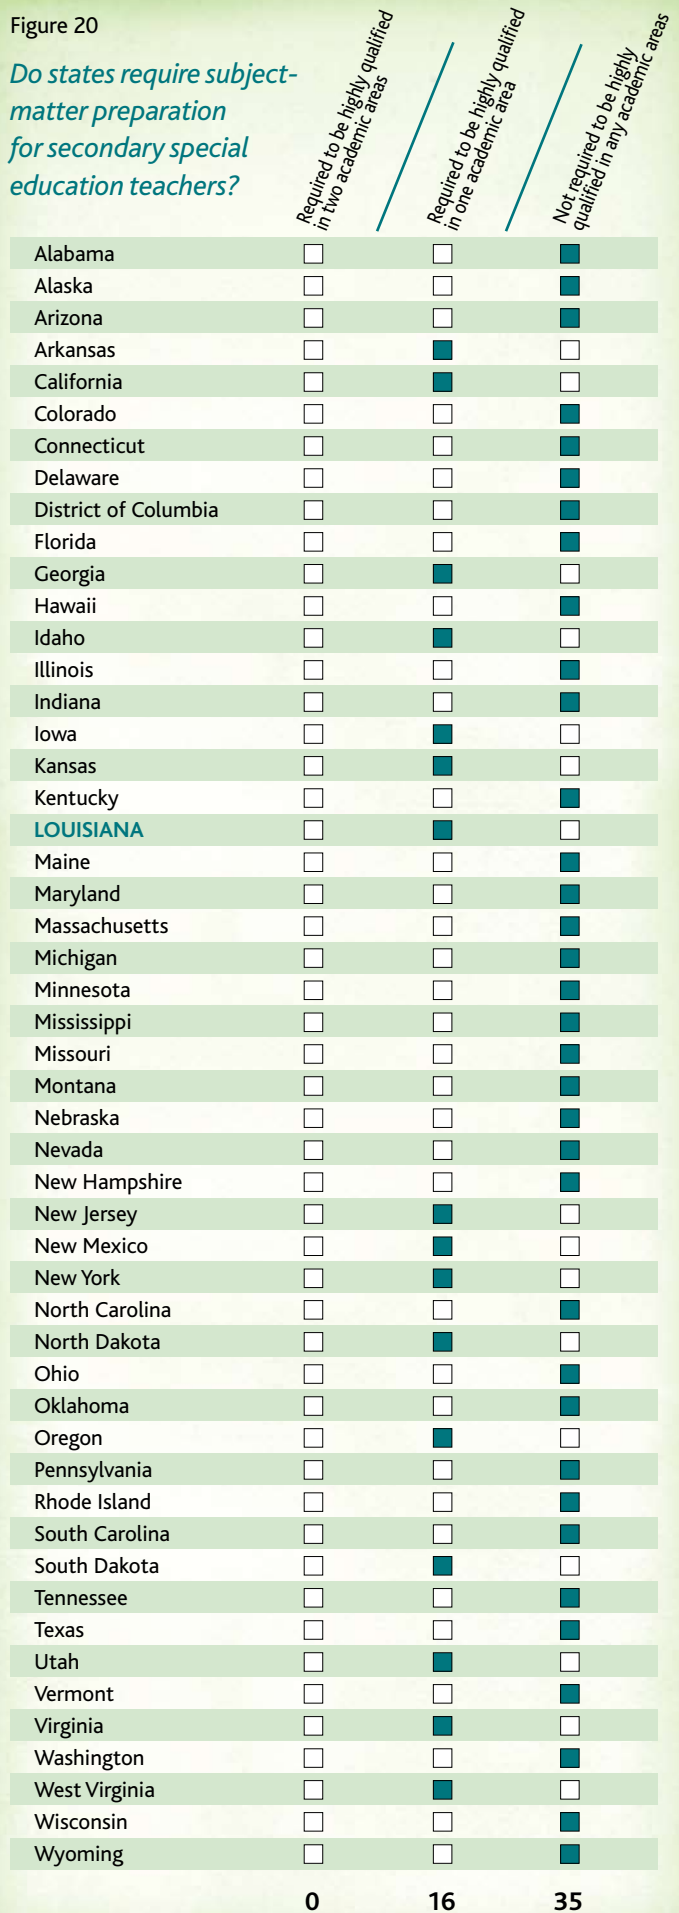 Figure 20
Do states require subject-
matter preparation
for secondary special
education teachers?
Required to be highly qualified
in two academic areas
Required to be highly qualified
in one academic area
Not required to be highly
qualified in any academic areas
Alabama
Alaska
Arizona
Arkansas
California
Colorado
Connecticut
Delaware
District of Columbia
Florida
Georgia
Hawaii
Idaho
Illinois
Indiana
Iowa
Kansas
Kentucky
LOUISIANA
Maine
Maryland
Massachusetts
Michigan
Minnesota
Mississippi
Missouri
Montana
Nebraska
Nevada
New Hampshire
New Jersey
New Mexico
New York
North Carolina
North Dakota
Ohio
Oklahoma
Oregon
Pennsylvania
Rhode Island
South Carolina
South Dakota
Tennessee
Texas
Utah
Vermont
Virginia
Washington
West Virginia
Wisconsin
Wyoming
0 16 35